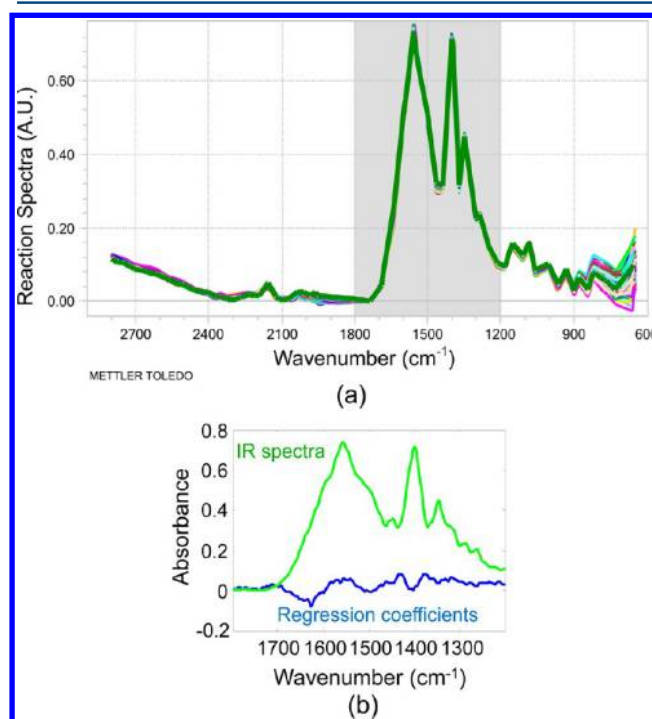 Reaction Spectra (A.U.)
0.60
0.40
0.20
0.00
2700 2400 2100 1800 1500 1200 900 600
Wavenumber (cm-1)
METTLER TOLEDO
(a)
Absorbance
0.8
0.6
0.4
0.2
0
-0.2
IR spectra
Regression coefficients
1700 1600 1500 1400 1300
Wavenumber (cm-1)
(b)